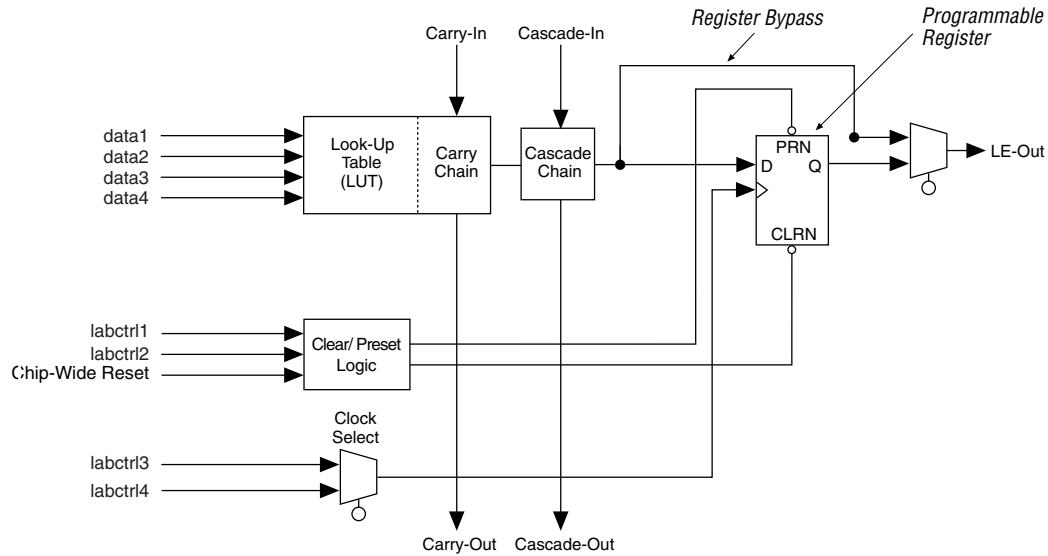 Register Bypass
Programmable
Register
Carry-In
Cascade-In
data1
data2
data3
data4
Look-Up
Table
(LUT)
Carry
Chain
Cascade
Chain
PRN
D
Q
CLRN
LE-Out
labctrl1
labctrl2
Chip-Wide Reset
Clear/ Preset
Logic
Clock
Select
labctrl3
labctrl4
Carry-Out
Cascade-Out